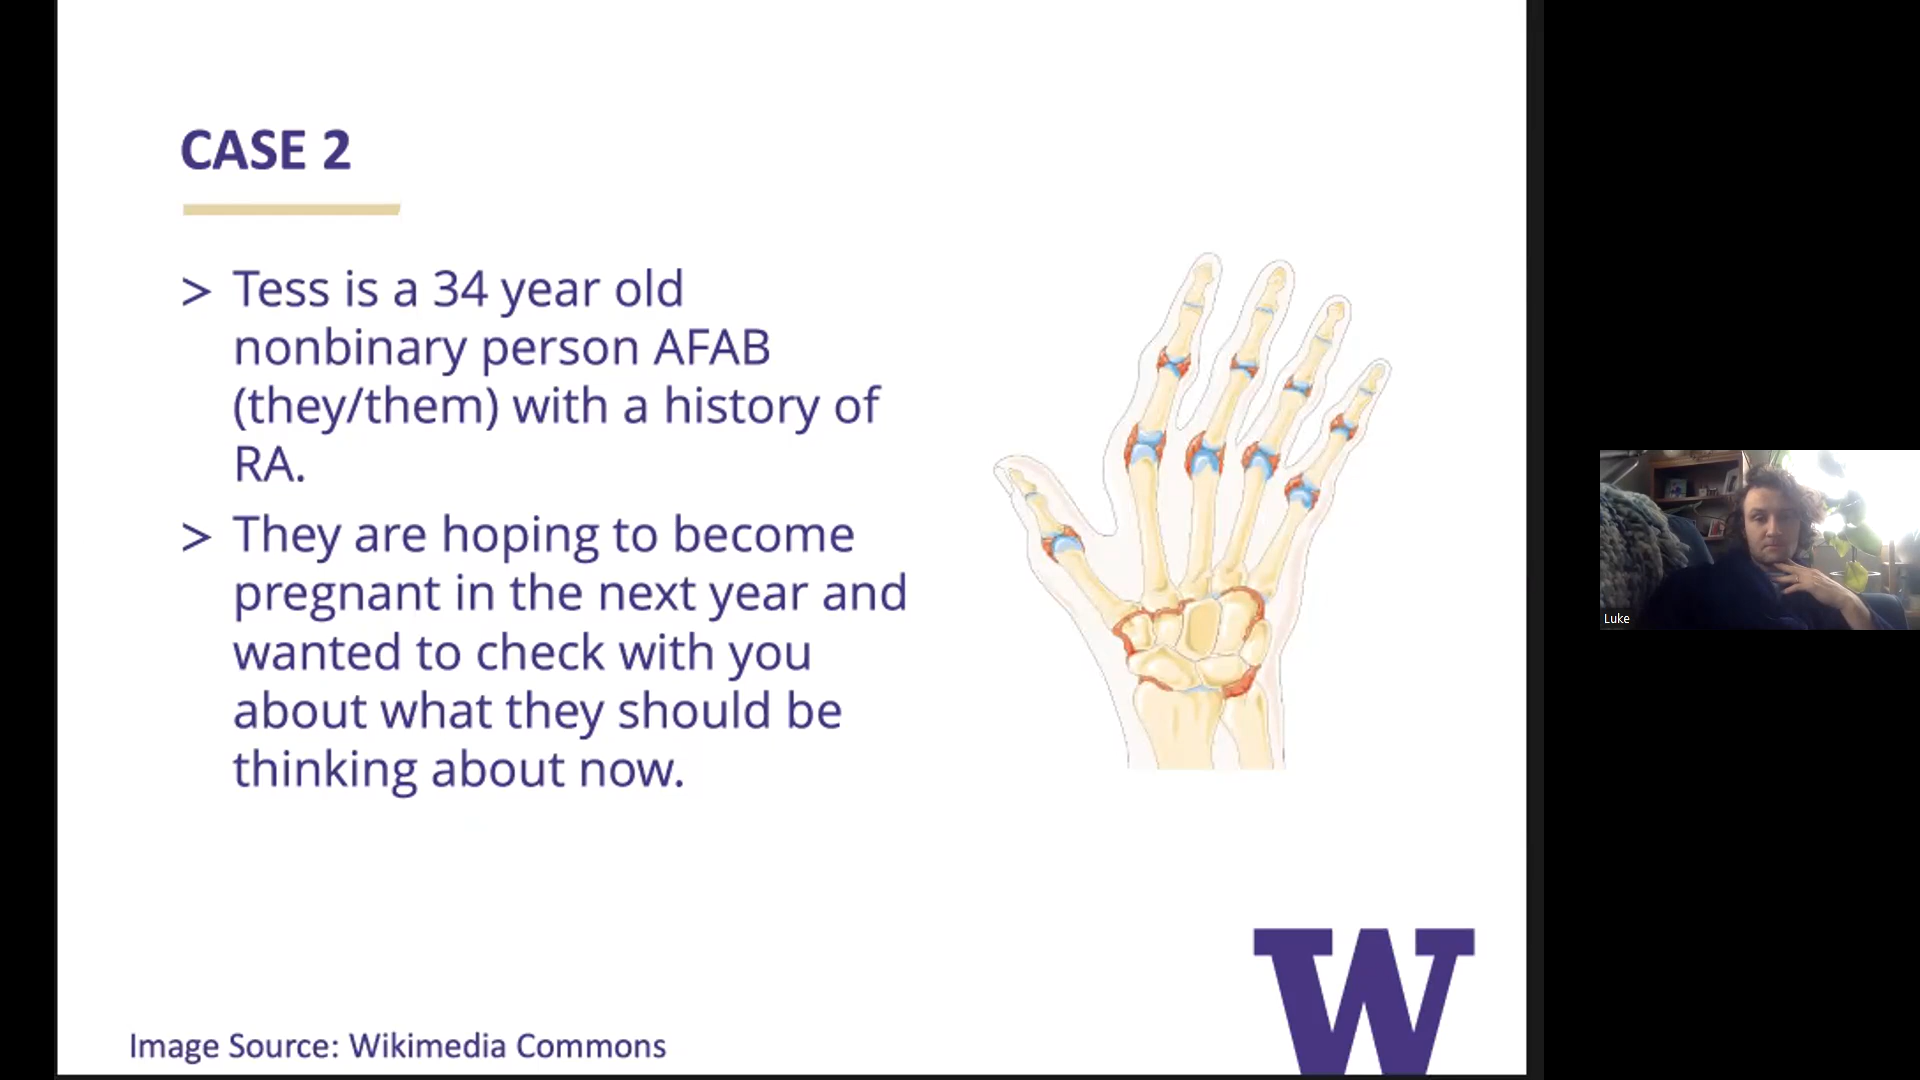 CASE 2
> Tess is a 34 year old
nonbinary person AFAB
(they/them) with a history of
RA.
> They are hoping to become
pregnant in the next year and
wanted to check with you
about what they should be
thinking about now.
Luke
W
Image Source: Wikimedia Commons